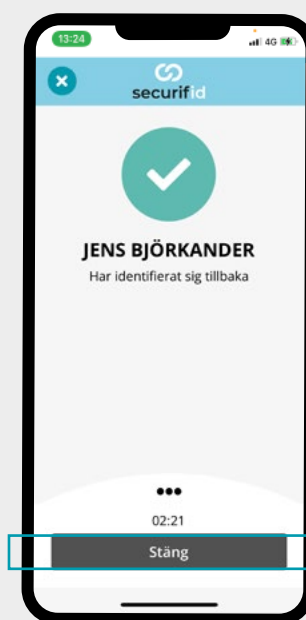 13:24
4G
securifid
JENS BJÖRKANDER
Har identifierat sig tillbaka
02:21
Stäng